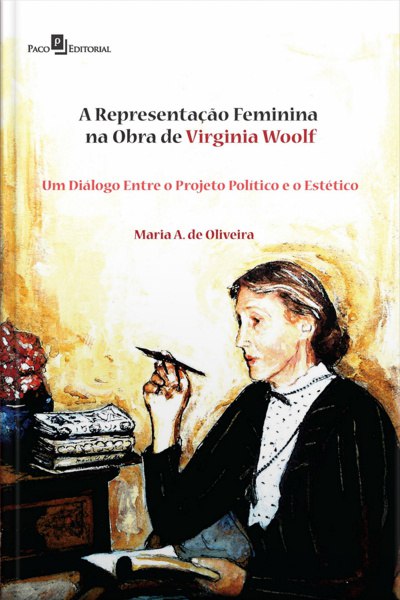 PACO EDITORIAL
A Representação Feminina
na Obra de Virginia Woolf
Um Diálogo Entre o Projeto Político e o Estético
Maria A. de Oliveira